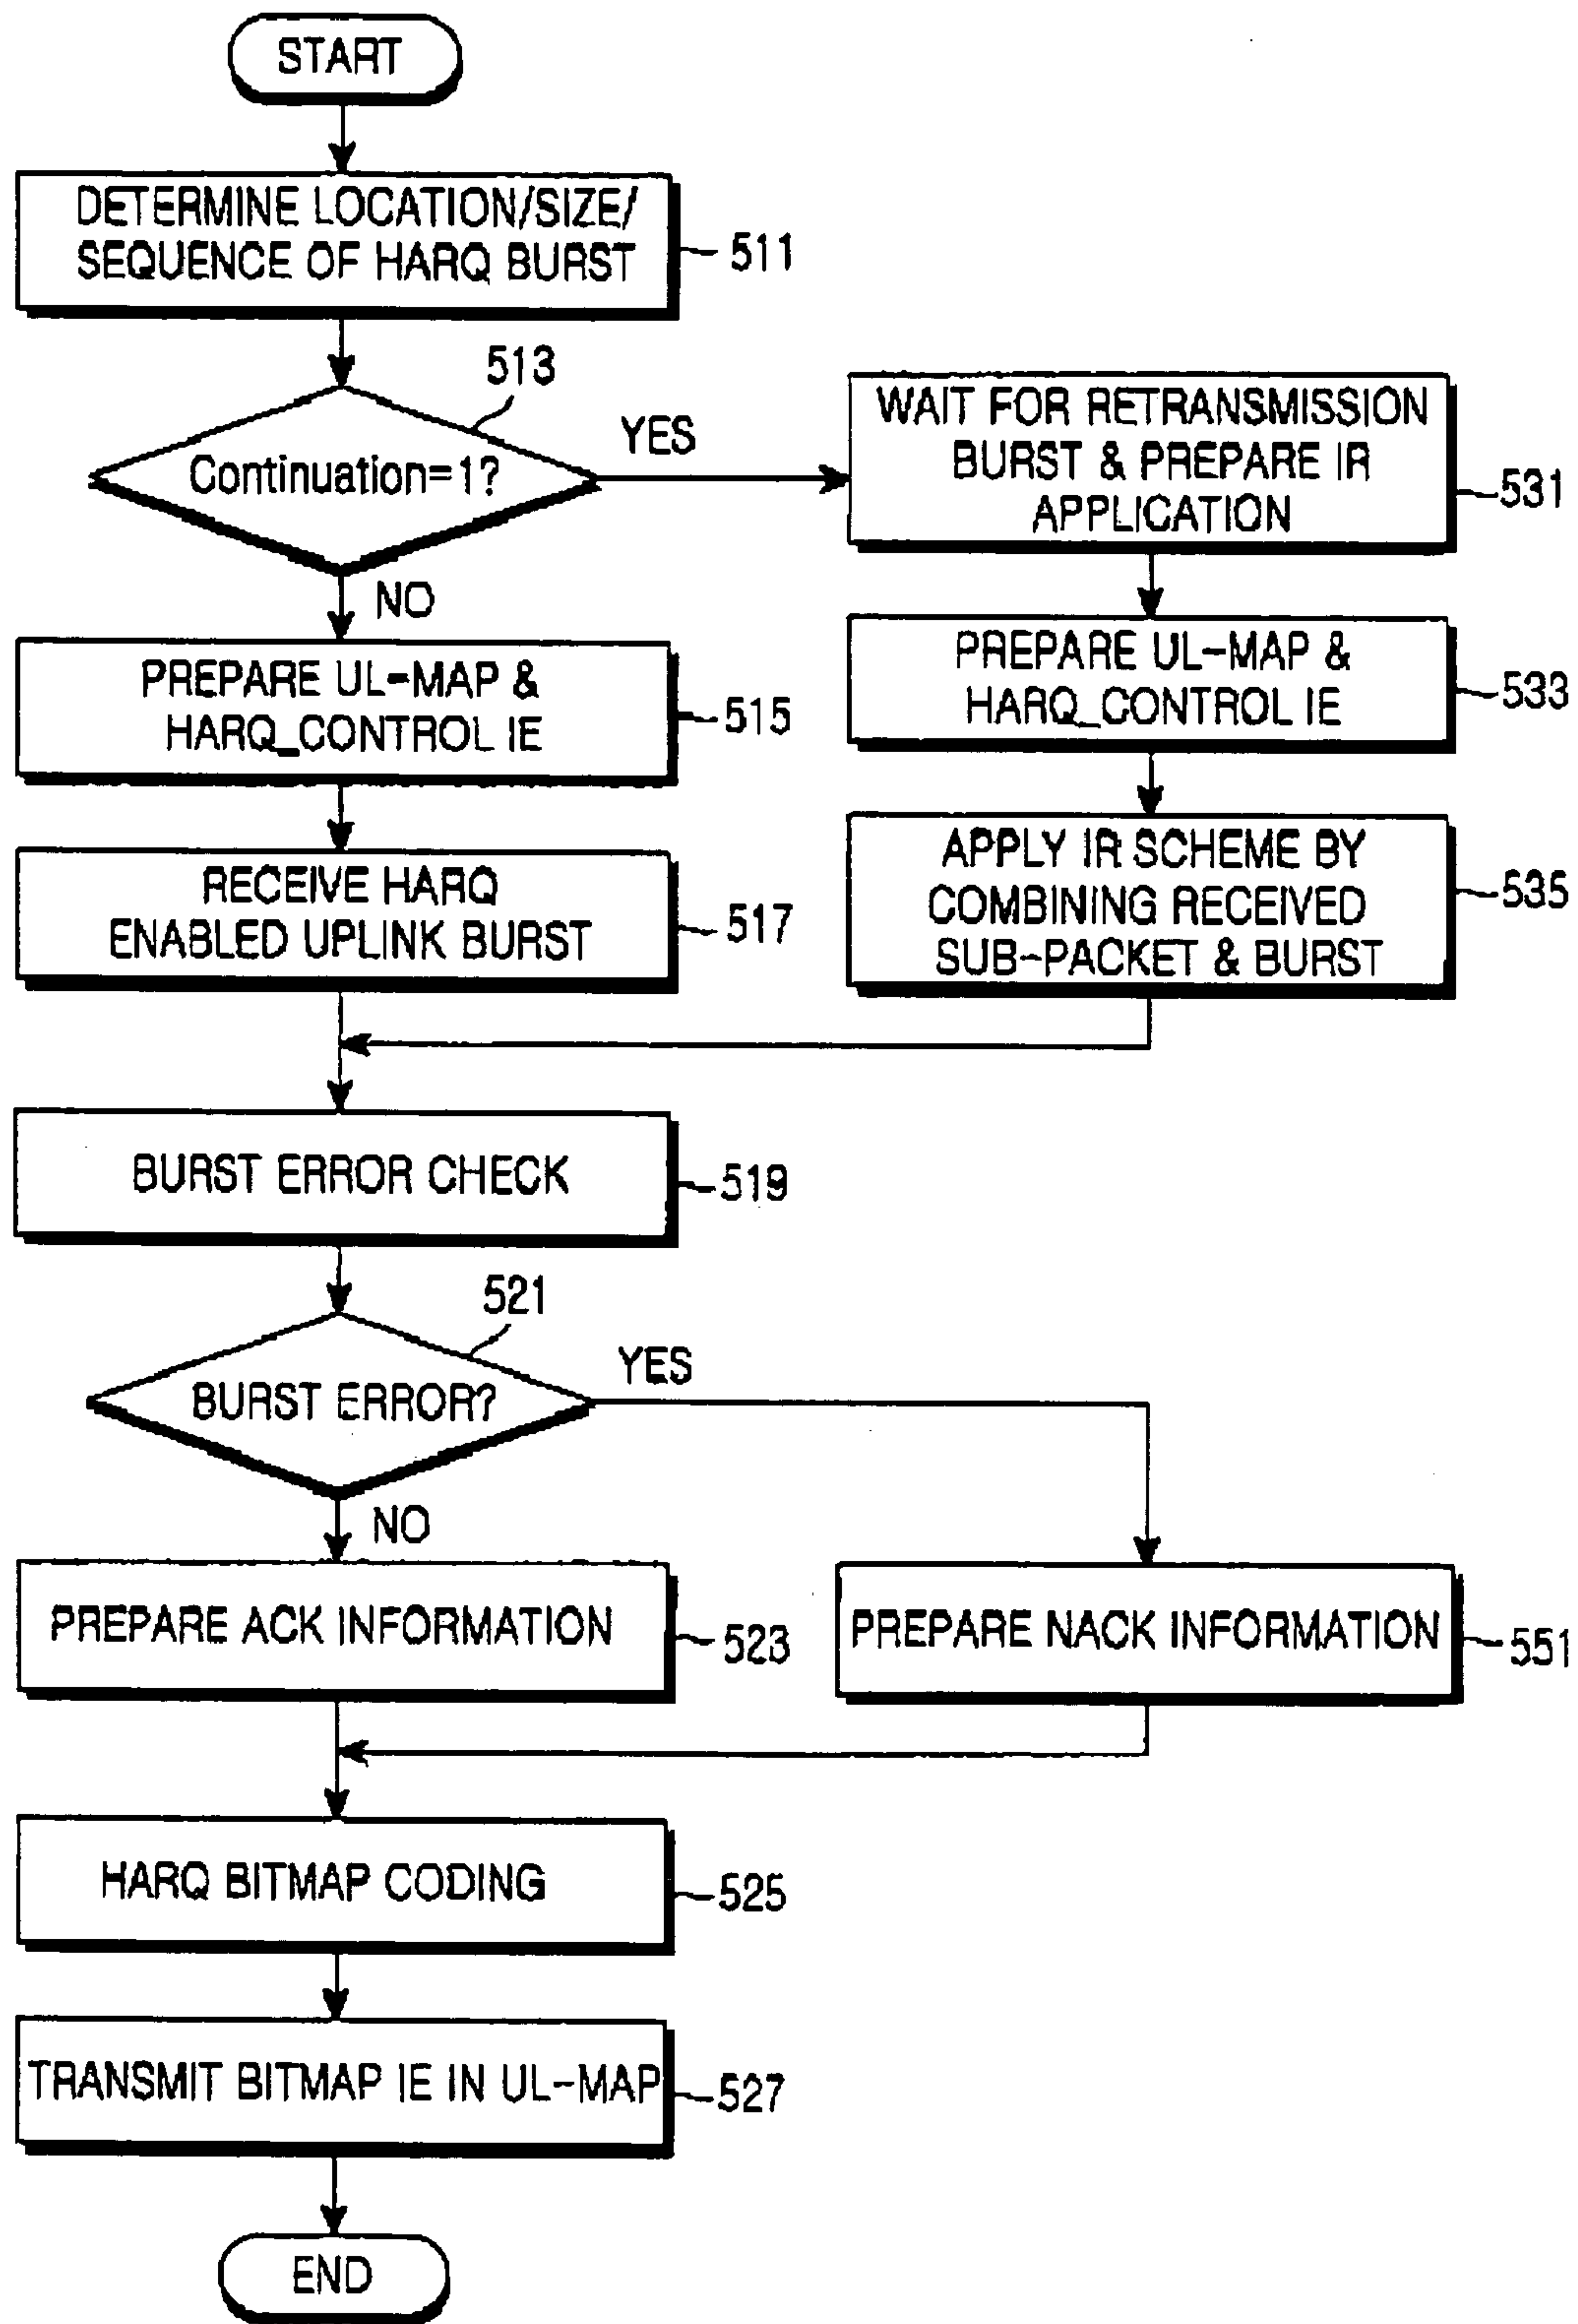 START
DETERMINE LOCATION/SIZE/
SEQUENCE OF HARQ BURST
511
513
Continuation=1?
YES
NO
WAIT FOR RETRANSMISSION
BURST & PREPARE IR
APPLICATION
531
PREPARE UL-MAP &
HARQ_CONTROL IE
515
PREPARE UL-MAP &
HARQ_CONTROL IE
533
RECEIVE HARQ
ENABLED UPLINK BURST
517
APPLY IR SCHEME BY
COMBINING RECEIVED
SUB-PACKET & BURST
535
BURST ERROR CHECK
519
521
BURST ERROR?
YES
NO
PREPARE ACK INFORMATION
523
PREPARE NACK INFORMATION
551
HARQ BITMAP CODING
525
TRANSMIT BITMAP IE IN UL-MAP
527
END